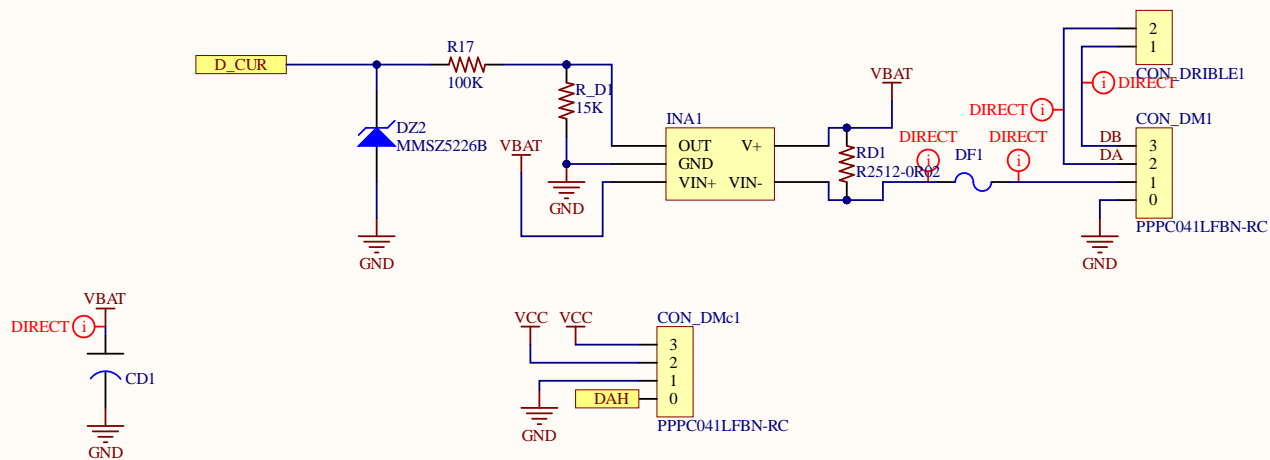 D_CUR
R17
100K
R_D1
15K
DZ2
MMSZ5226B
GND
VBAT
INA1
OUT
GND
VIN+
V+
VIN-
GND
VBAT
RD1
R2512-0R02
DIRECT
i
DF1
DIRECT
i
2
1
CON_DRIBLE1
DIRECT
i
DIRECT
i
CON_DM1
DB
DA
3
2
1
0
PPPC041LFBN-RC
GND
VBAT
DIRECT
i
CD1
GND
VCC
VCC
CON_DMc1
3
2
1
0
DAH
GND
PPPC041LFBN-RC